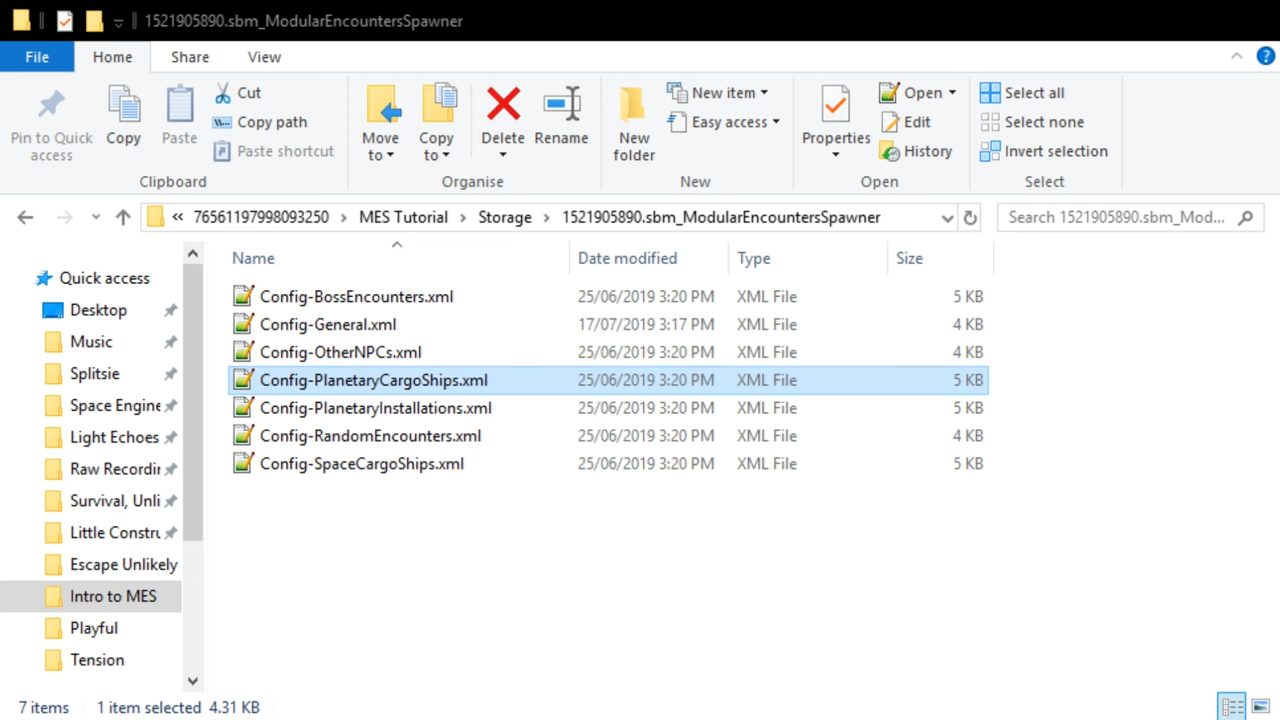 1521905890.sbm_ModularEncountersSpawner
File Home Share View
Pin to Quick access
Copy
Paste
Cut
Copy path
Paste shortcut
Clipboard
Move to
Copy to
Delete
Rename
Organise
New folder
New item
Easy access
New
Properties
Open
Edit
History
Open
Select all
Select none
Invert selection
Select
« 76561197998093250 > MES Tutorial > Storage > 1521905890.sbm_ModularEncountersSpawner
Search 1521905890.sbm_Mod...
Name Date modified Type Size
Config-BossEncounters.xml 25/06/2019 3:20 PM XML File 5 KB
Config-General.xml 17/07/2019 3:17 PM XML File 4 KB
Config-OtherNPCs.xml 25/06/2019 3:20 PM XML File 4 KB
Config-PlanetaryCargoShips.xml 25/06/2019 3:20 PM XML File 5 KB
Config-PlanetaryInstallations.xml 25/06/2019 3:20 PM XML File 5 KB
Config-RandomEncounters.xml 25/06/2019 3:20 PM XML File 4 KB
Config-SpaceCargoShips.xml 25/06/2019 3:20 PM XML File 5 KB
Quick access
Desktop
Music
Splitsie
Space Engine
Light Echoes
Raw Recordin
Survival, Unli
Little Constru
Escape Unlikely
Intro to MES
Playful
Tension
7 items 1 item selected 4.31 KB